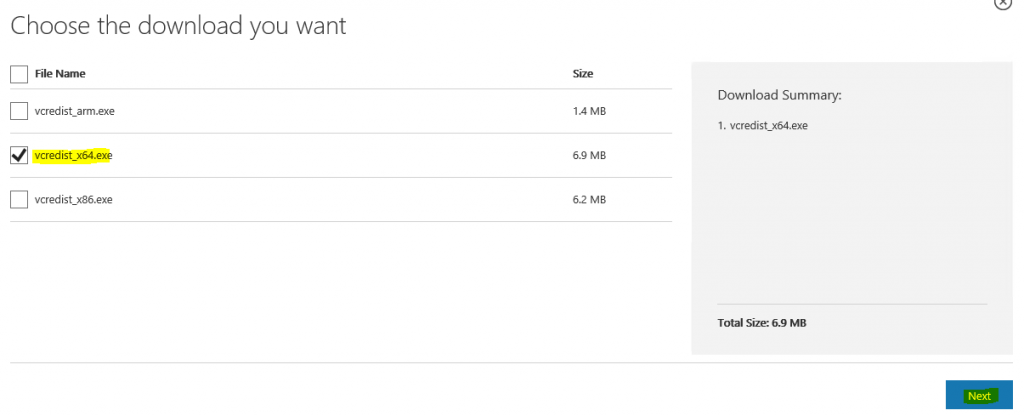 Choose the download you want
File Name Size
vcredist_arm.exe 1.4 MB
vcredist_x64.exe 6.9 MB
vcredist_x86.exe 6.2 MB
Download Summary:
1. vcredist_x64.exe
Total Size: 6.9 MB
Next